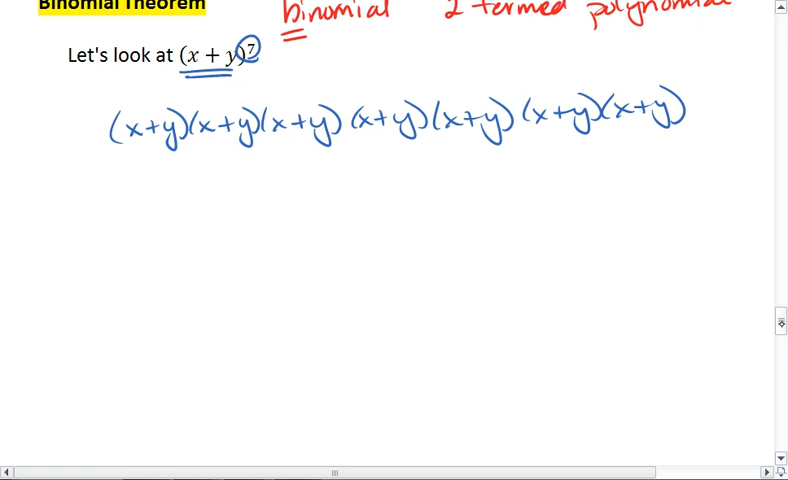 Binomial Theorem
binomial 2 termed polynomial
Let's look at (x + y)⁷
(x+y)(x+y)(x+y)(x+y)(x+y)(x+y)(x+y)